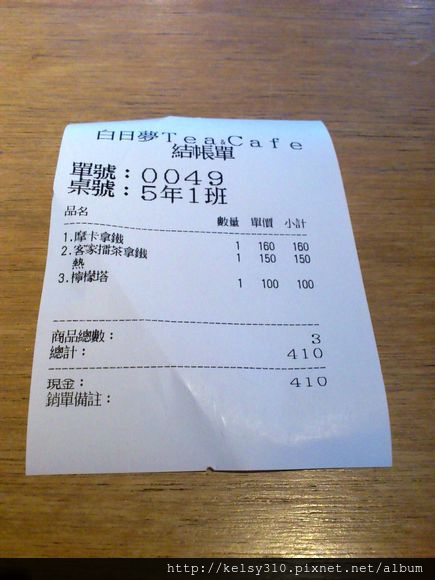 白日夢Tea&Cafe
結帳單
單號：0049
桌號：5年1班
品名 數量 單價 小計
1.摩卡拿鐵 1 160 160
2.客家擂茶拿鐵 1 150 150
熱
3.檸檬塔 1 100 100
商品總數： 3
總計： 410
現金： 410
銷單備註：
http://kelsy310.pixnet.net/album